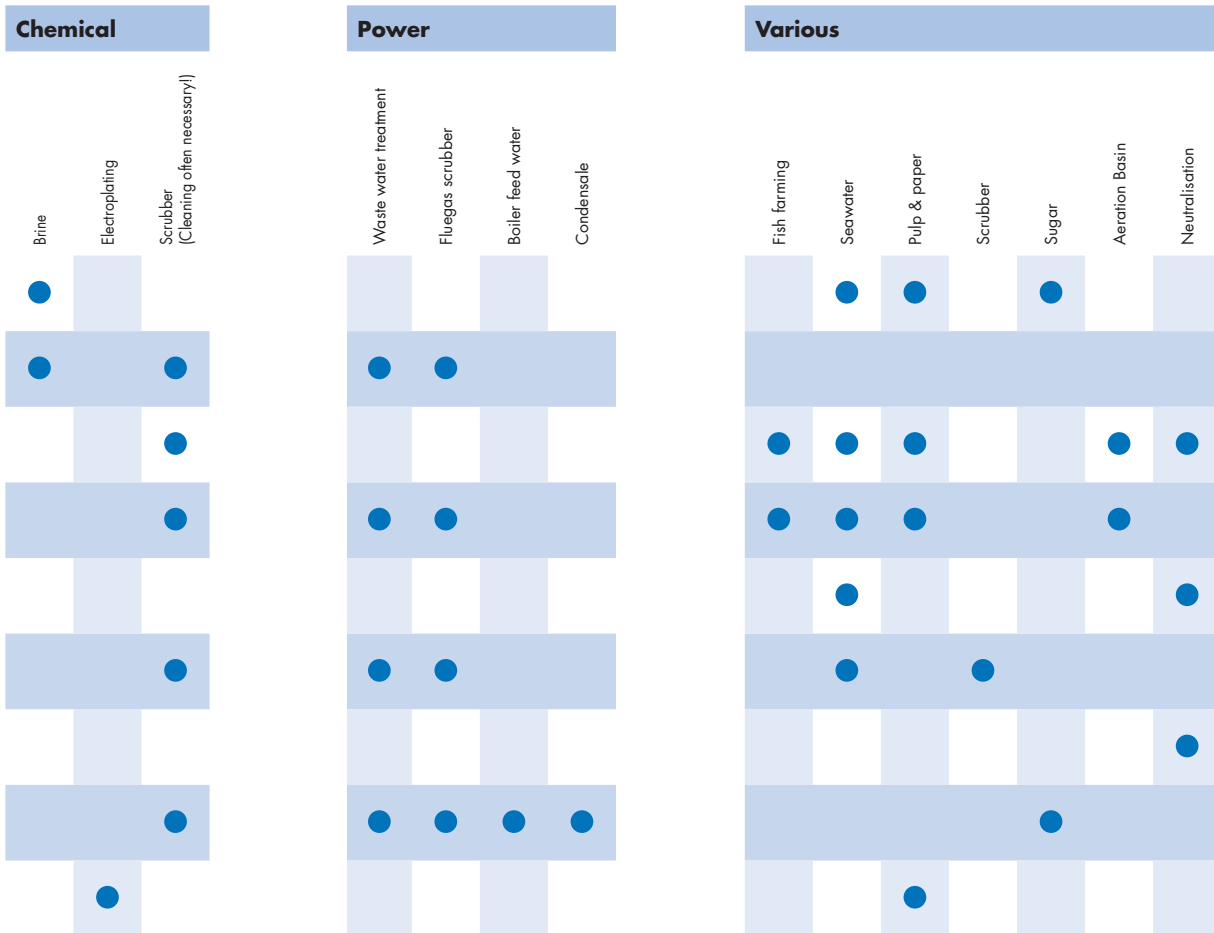 Chemical
Power
Various
Brine
Electroplating
Scrubber
(Cleaning often necessary!)
Waste water treatment
Fluegas scrubber
Boiler feed water
Condensale
Fish farming
Seawater
Pulp & paper
Scrubber
Sugar
Aeration Basin
Neutralisation